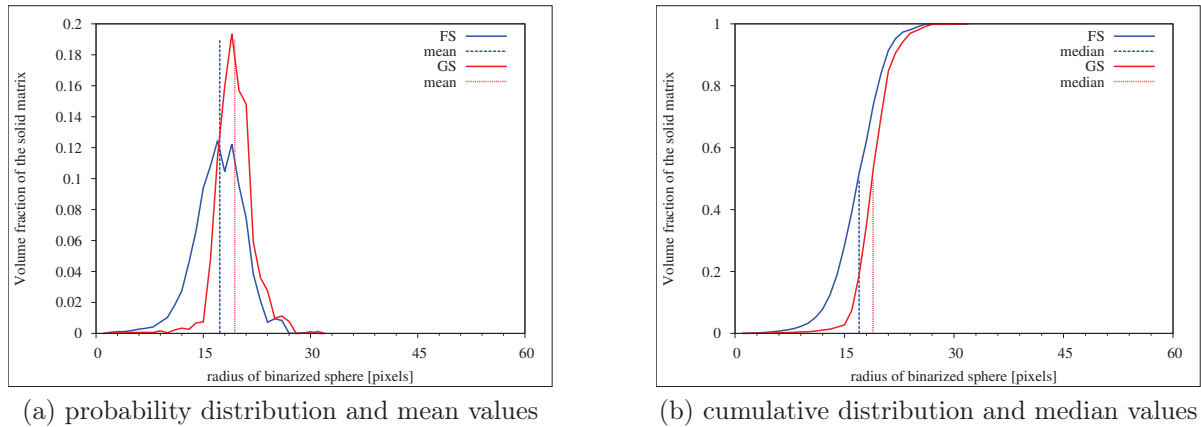 Volume fraction of the solid matrix
0.2
0.18
0.16
0.14
0.12
0.1
0.08
0.06
0.04
0.02
0
0 15 30 45 60
radius of binarized sphere [pixels]
FS
mean
GS
mean
(a) probability distribution and mean values
Volume fraction of the solid matrix
1
0.8
0.6
0.4
0.2
0
0 15 30 45 60
radius of binarized sphere [pixels]
FS
median
GS
median
(b) cumulative distribution and median values